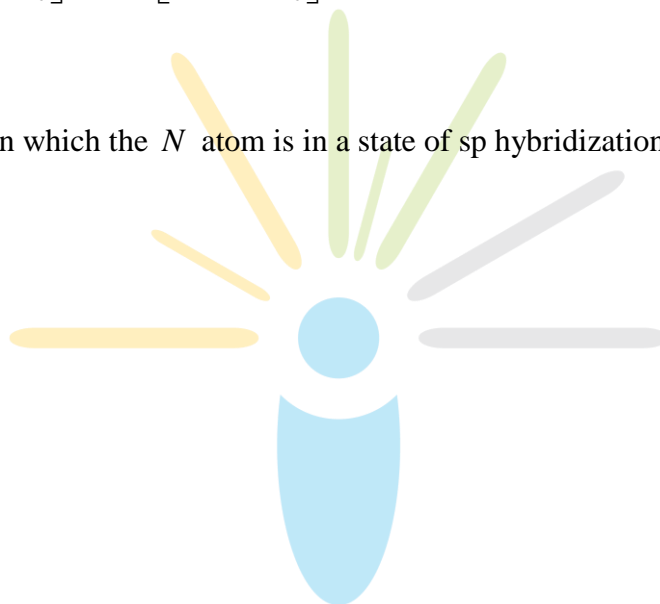 n which the N atom is in a state of sp hybridization